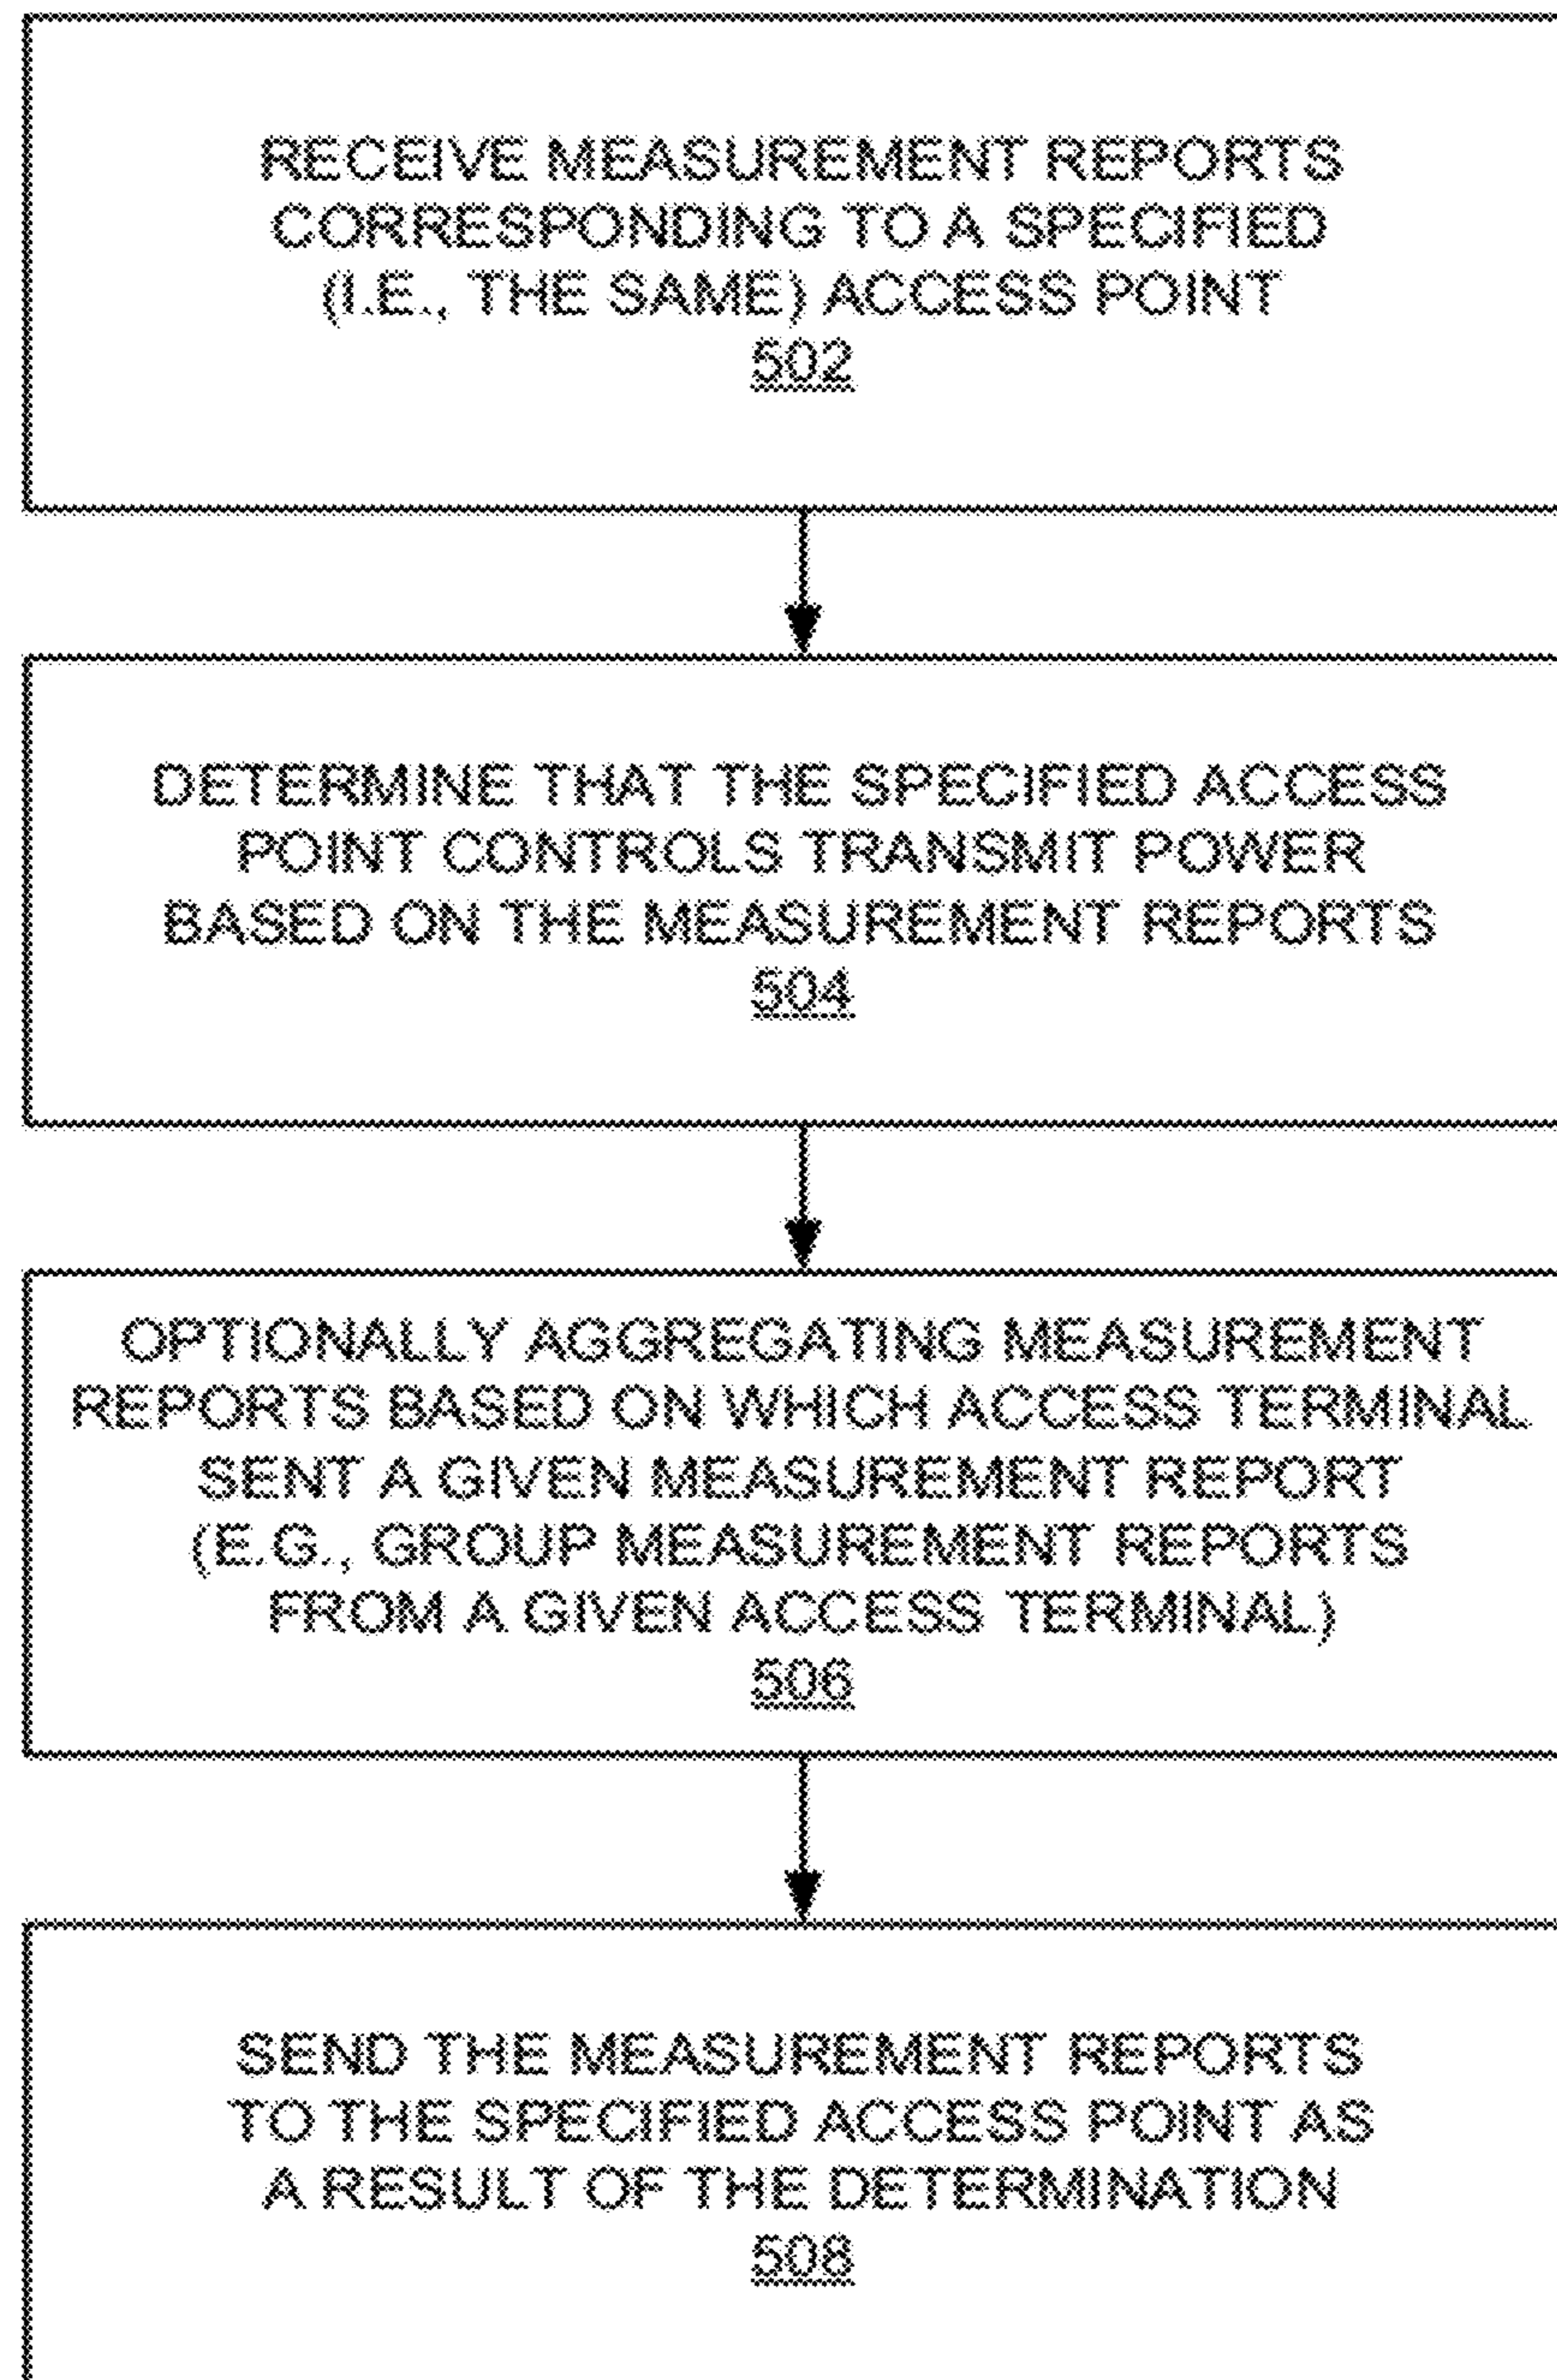 RECEIVE MEASUREMENT REPORTS
CORRESPONDING TO A SPECIFIED
(I.E., THE SAME) ACCESS POINT
502
DETERMINE THAT THE SPECIFIED ACCESS
POINT CONTROLS TRANSMIT POWER
BASED ON THE MEASUREMENT REPORTS
504
OPTIONALLY AGGREGATING MEASUREMENT
REPORTS BASED ON WHICH ACCESS TERMINAL
SENT A GIVEN MEASUREMENT REPORT
(E.G., GROUP MEASUREMENT REPORTS
FROM A GIVEN ACCESS TERMINAL)
506
SEND THE MEASUREMENT REPORTS
TO THE SPECIFIED ACCESS POINT AS
A RESULT OF THE DETERMINATION
508